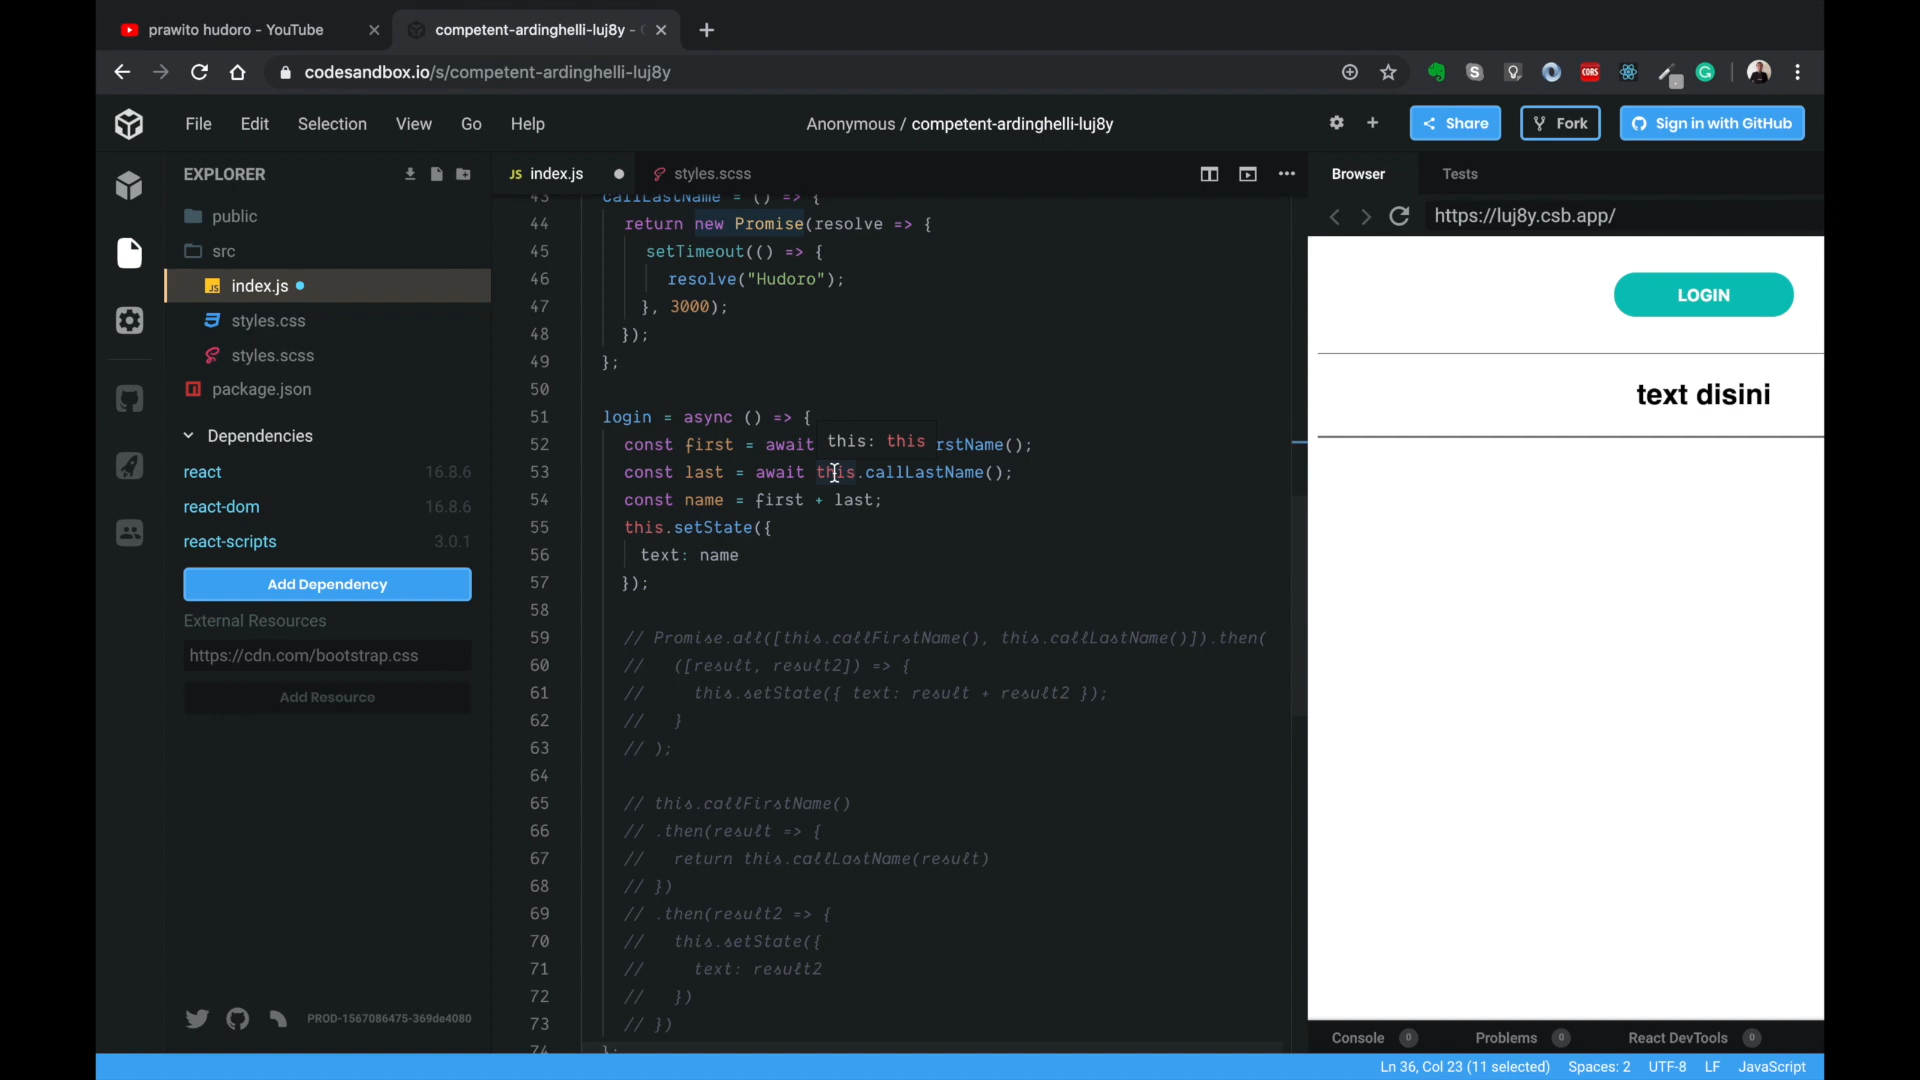 prawito hudoro - YouTube
competent-ardinghelli-luj8y -
codesandbox.io/s/competent-ardinghelli-luj8y
CORS
File Edit Selection View Go Help
Anonymous / competent-ardinghelli-luj8y
Share
Fork
Sign in with GitHub
EXPLORER
public
src
JS index.js
styles.css
styles.scss
package.json
Dependencies
react 16.8.6
react-dom 16.8.6
react-scripts 3.0.1
Add Dependency
External Resources
https://cdn.com/bootstrap.css
Add Resource
PROD-1567086475-369de4080
JS index.js
styles.scss
43 callLastName = () => {
44 return new Promise(resolve => {
45 setTimeout(() => {
46 resolve("Hudoro");
47 }, 3000);
48 });
49 };
50
51 login = async () => {
this: this
52 const first = await rstName();
53 const last = await this.callLastName();
54 const name = first + last;
55 this.setState({
56 text: name
57 });
58
59 // Promise.all([this.callFirstName(), this.callLastName()]).then(
60 // ([result, result2]) => {
61 // this.setState({ text: result + result2 });
62 // }
63 // );
64
65 // this.callFirstName()
66 // .then(result => {
67 // return this.callLastName(result)
68 // })
69 // .then(result2 => {
70 // this.setState({
71 // text: result2
72 // })
73 // })
74 };
Browser Tests
https://luj8y.csb.app/
LOGIN
text disini
Console 0 Problems 0 React DevTools 0
Ln 36, Col 23 (11 selected) Spaces: 2 UTF-8 LF JavaScript